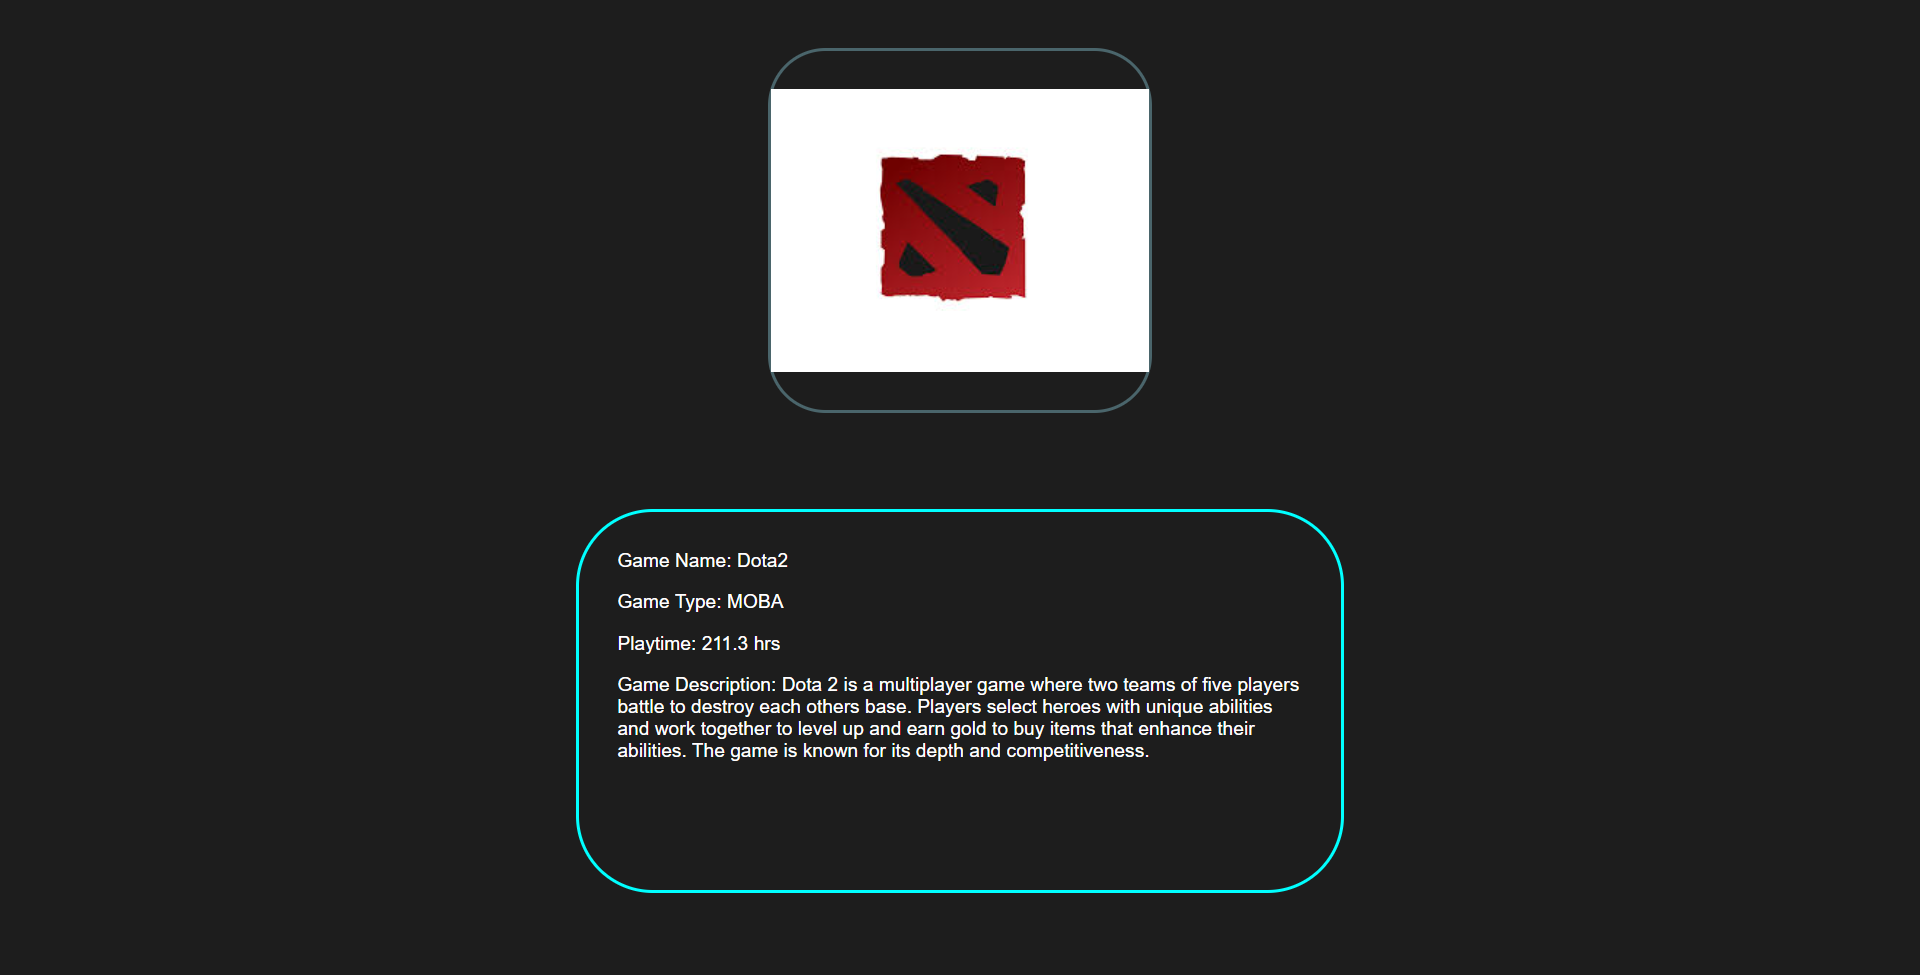 Game Name: Dota2
Game Type: MOBA
Playtime: 211.3 hrs
Game Description: Dota 2 is a multiplayer game where two teams of five players
battle to destroy each others base. Players select heroes with unique abilities
and work together to level up and earn gold to buy items that enhance their
abilities. The game is known for its depth and competitiveness.